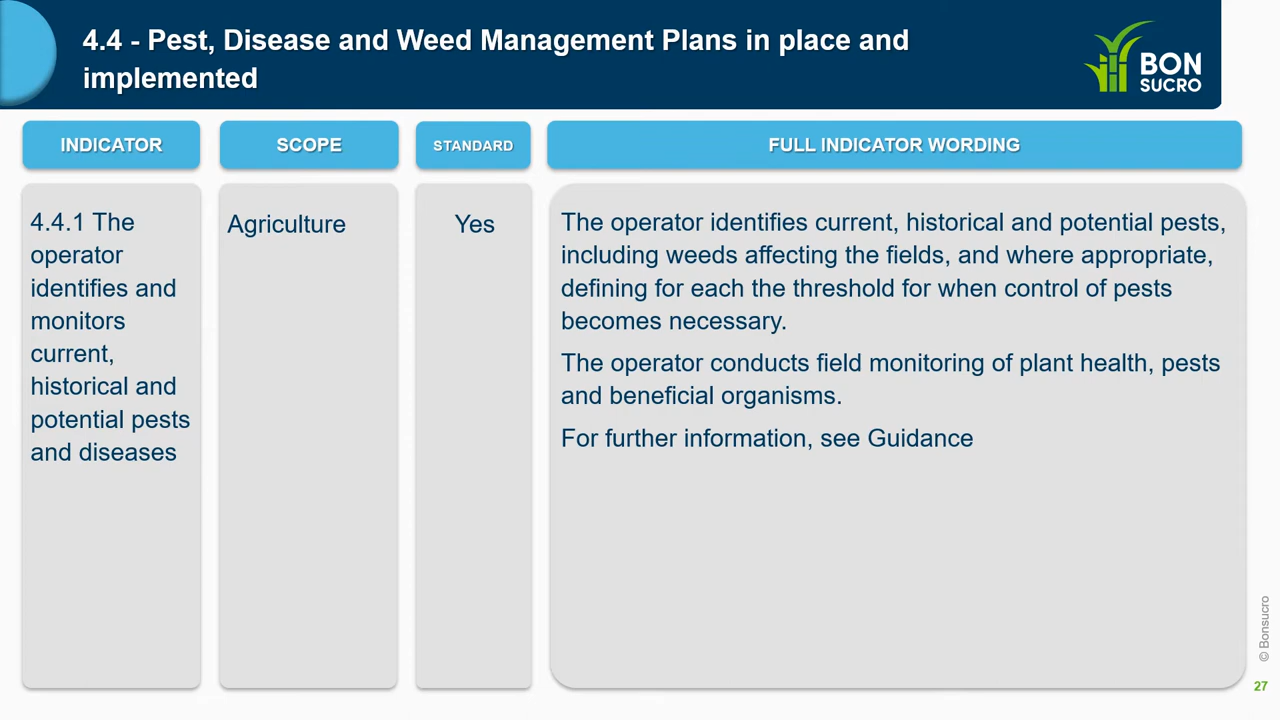 4.4 - Pest, Disease and Weed Management Plans in place and
implemented
BON
SUCRO
INDICATOR
SCOPE
STANDARD
FULL INDICATOR WORDING
4.4.1 The
operator
identifies and
monitors
current,
historical and
potential pests
and diseases
Agriculture
Yes
The operator identifies current, historical and potential pests,
including weeds affecting the fields, and where appropriate,
defining for each the threshold for when control of pests
becomes necessary.
The operator conducts field monitoring of plant health, pests
and beneficial organisms.
For further information, see Guidance
© Bonsucro
27